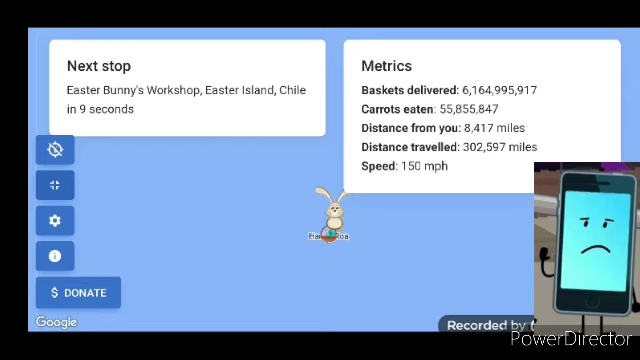 Next stop
Easter Bunny's Workshop, Easter Island, Chile
in 9 seconds
Metrics
Baskets delivered: 6,164,995,917
Carrots eaten: 55,855,847
Distance from you: 8,417 miles
Distance travelled: 302,597 miles
Speed: 150 mph
$ DONATE
Google
Recorded by
PowerDirector